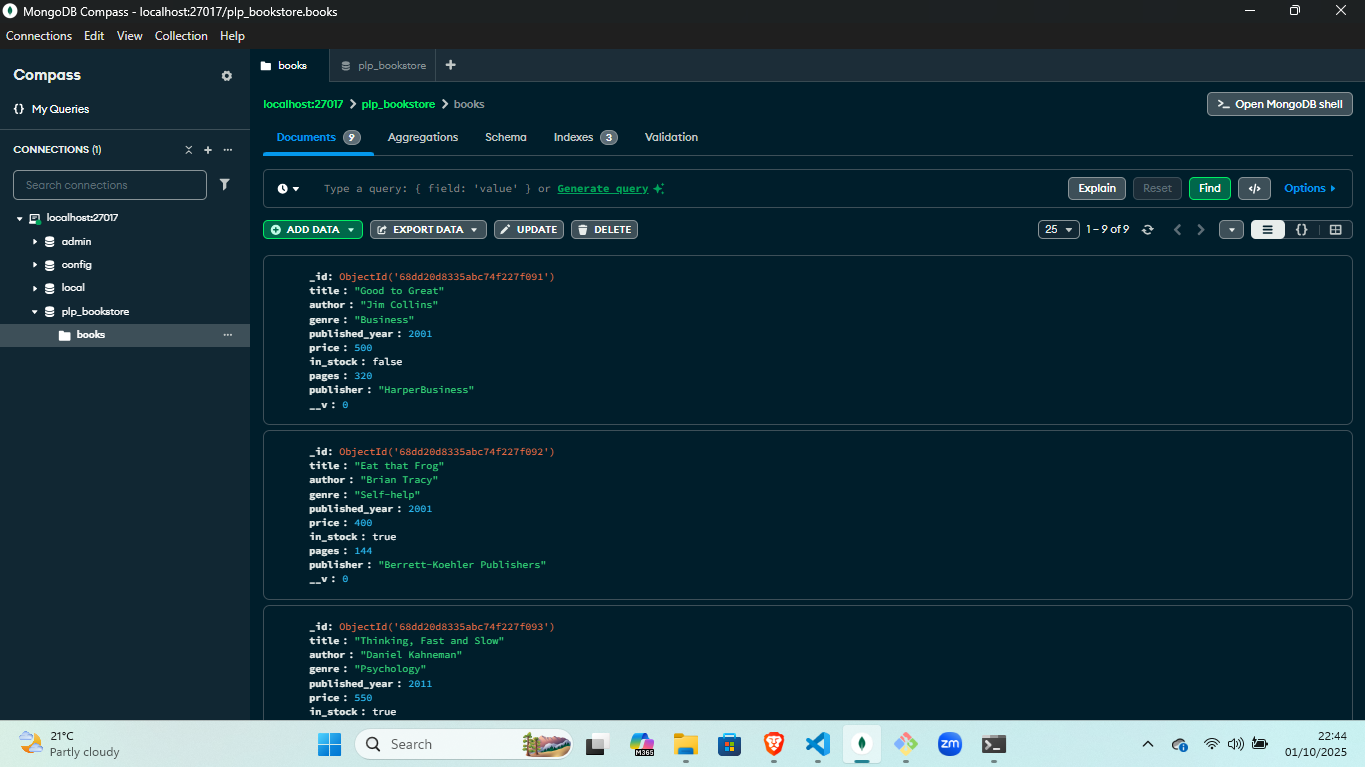 MongoDB Compass - localhost:27017/plp_bookstore.books
Connections Edit View Collection Help
Compass
{} My Queries
CONNECTIONS (1)
Search connections
localhost:27017
admin
config
local
plp_bookstore
books
books
plp_bookstore
localhost:27017 > plp_bookstore > books
>_ Open MongoDB shell
Documents 9 Aggregations Schema Indexes 3 Validation
Type a query: { field: 'value' } or Generate query
Explain Reset Find </> Options
ADD DATA EXPORT DATA UPDATE DELETE
25 1 – 9 of 9 {}
_id: ObjectId('68dd20d8335abc74f227f091')
title : "Good to Great"
author : "Jim Collins"
genre : "Business"
published_year : 2001
price : 500
in_stock : false
pages : 320
publisher : "HarperBusiness"
__v : 0
_id: ObjectId('68dd20d8335abc74f227f092')
title : "Eat that Frog"
author : "Brian Tracy"
genre : "Self-help"
published_year : 2001
price : 400
in_stock : true
pages : 144
publisher : "Berrett-Koehler Publishers"
__v : 0
_id: ObjectId('68dd20d8335abc74f227f093')
title : "Thinking, Fast and Slow"
author : "Daniel Kahneman"
genre : "Psychology"
published_year : 2011
price : 550
in_stock : true
21°C
Partly cloudy
Search
M365
zm
22:44
01/10/2025